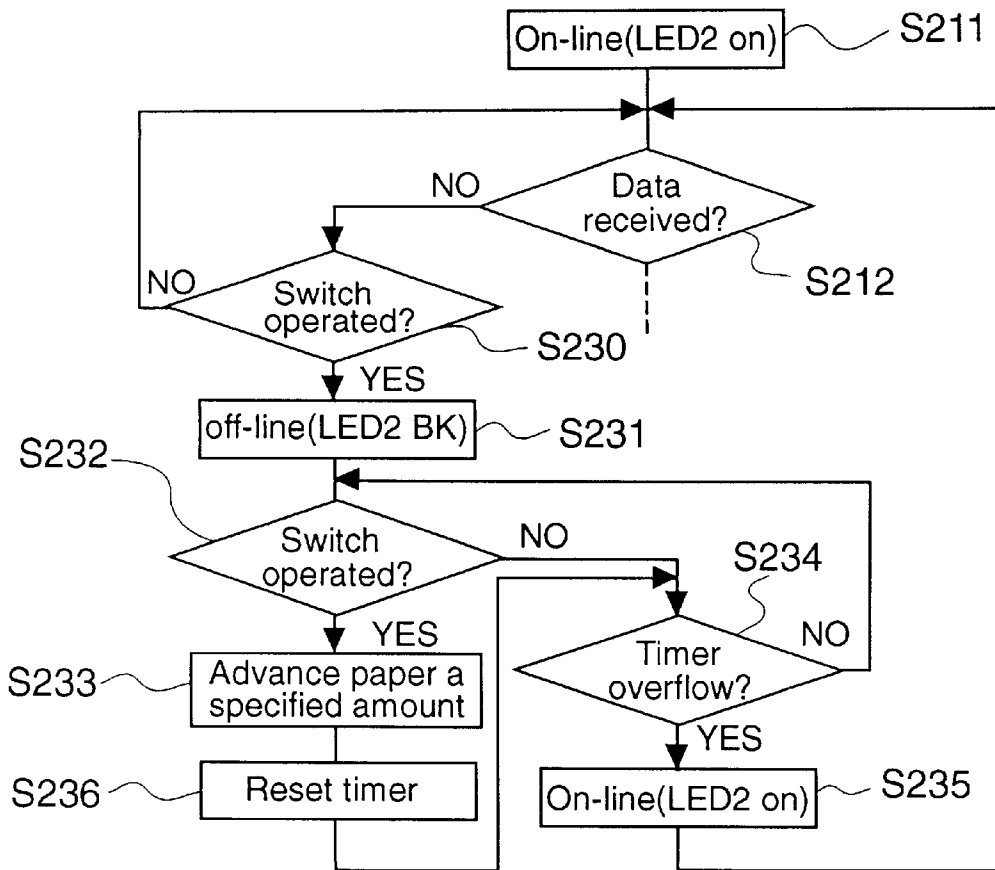 On-line(LED2 on)
S211
NO
Data
received?
S212
NO
Switch
operated?
S230
YES
off-line(LED2 BK)
S231
S232
Switch
operated?
NO
S234
YES
Timer
overflow?
NO
S233
Advance paper a
specified amount
YES
S236
Reset timer
On-line(LED2 on)
S235